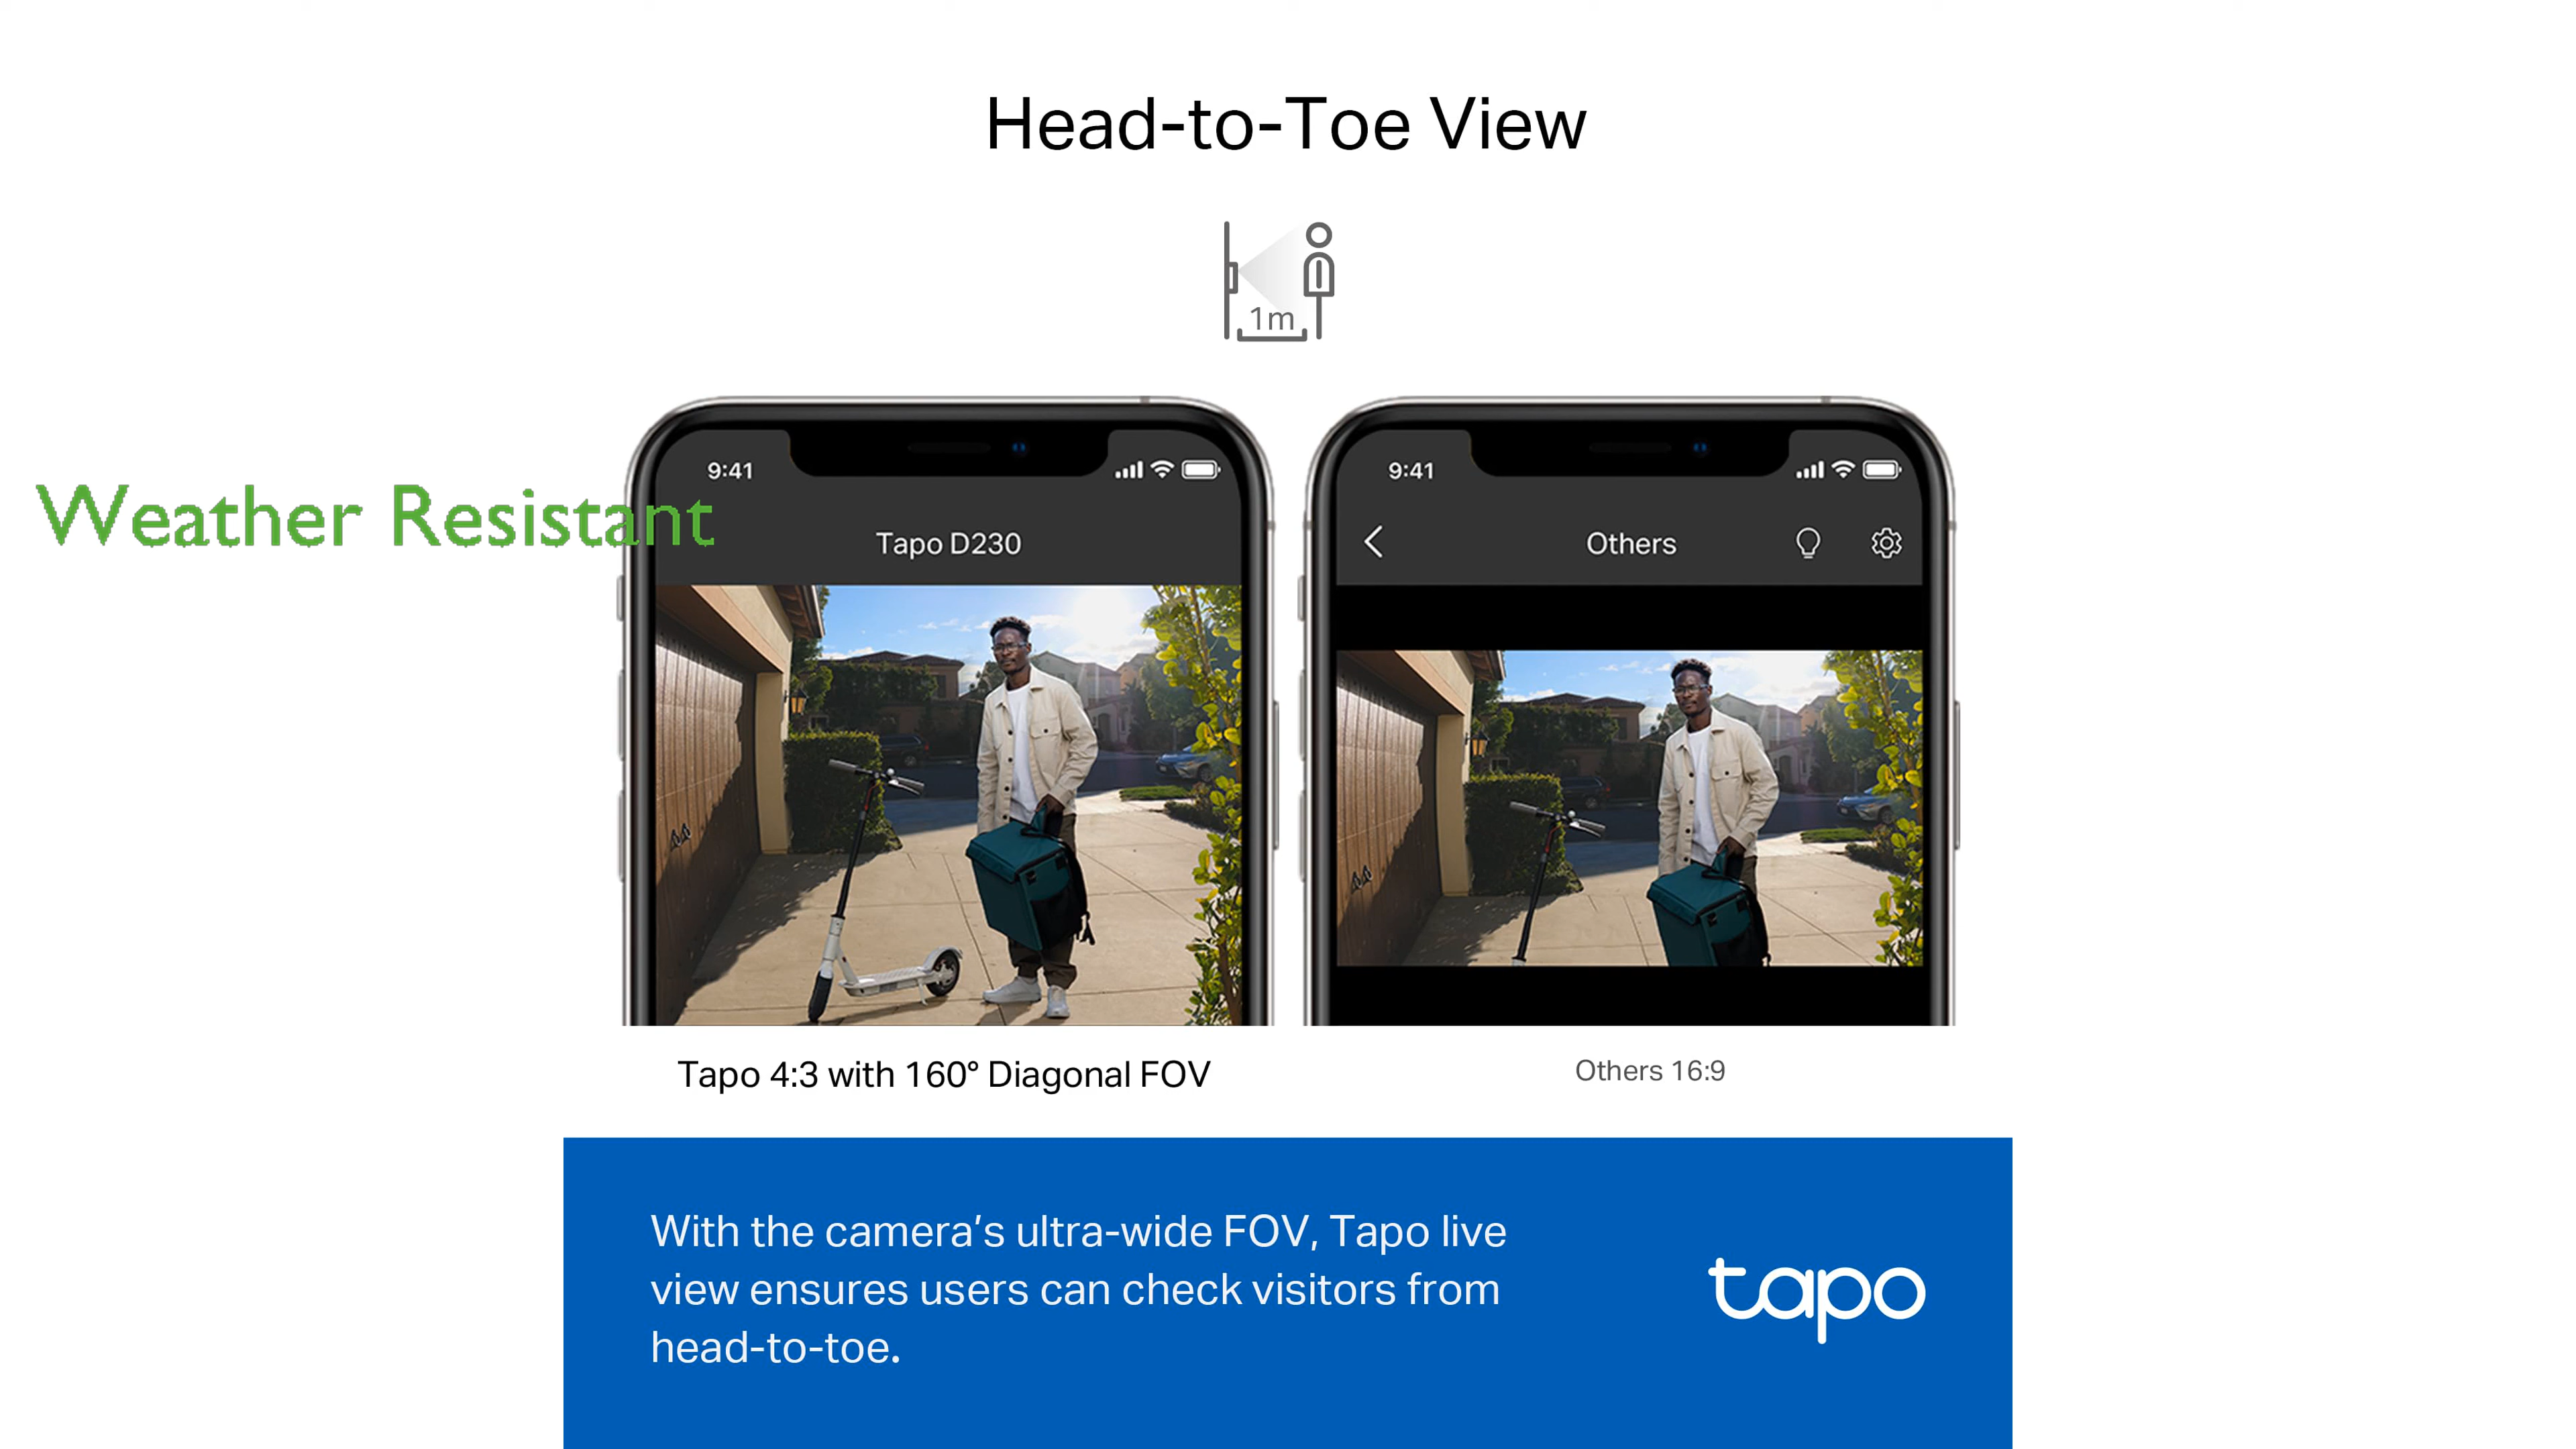 Head-to-Toe View
1m
Weather Resistant
9:41
Tapo D230
9:41
Others
Tapo 4:3 with 160° Diagonal FOV
Others 16:9
With the camera's ultra-wide FOV, Tapo live
view ensures users can check visitors from
head-to-toe.
tapo